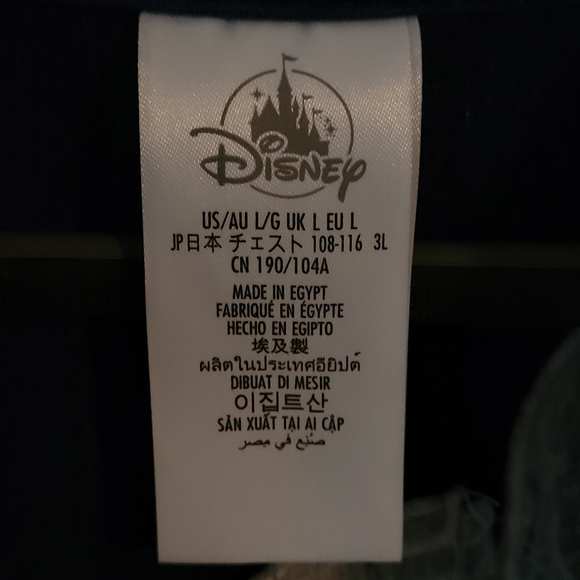 Disney
US/AU L/G UK L EU L
JP日本 チェスト 108-116 3L
CN 190/104A
MADE IN EGYPT
FABRIQUÉ EN ÉGYPTE
HECHO EN EGIPTO
埃及製
ผลิตในประเทศอียิปต์
DIBUAT DI MESIR
이집트산
SẢN XUẤT TẠI AI CẬP
صُنِع في مصر